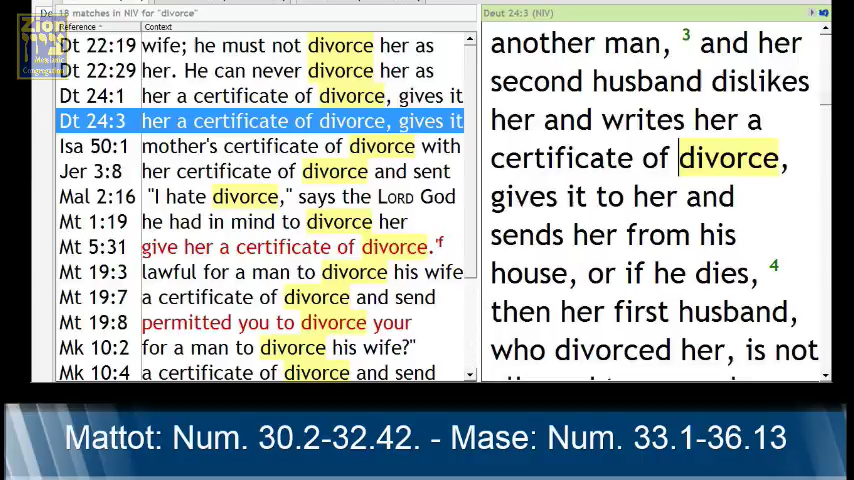 Zion
Messianic
Congregation
18 matches in NIV for "divorce"
Reference
Context
Dt 22:19 wife; he must not divorce her as
Dt 22:29 her. He can never divorce her as
Dt 24:1 her a certificate of divorce, gives it
Dt 24:3 her a certificate of divorce, gives it
Isa 50:1 mother's certificate of divorce with
Jer 3:8 her certificate of divorce and sent
Mal 2:16 "I hate divorce," says the LORD God
Mt 1:19 he had in mind to divorce her
Mt 5:31 give her a certificate of divorce.'f
Mt 19:3 lawful for a man to divorce his wife
Mt 19:7 a certificate of divorce and send
Mt 19:8 permitted you to divorce your
Mk 10:2 for a man to divorce his wife?"
Mk 10:4 a certificate of divorce and send
Deut 24:3 (NIV)
another man, 3 and her
second husband dislikes
her and writes her a
certificate of divorce,
gives it to her and
sends her from his
house, or if he dies, 4
then her first husband,
who divorced her, is not
Mattot: Num. 30.2-32.42. - Mase: Num. 33.1-36.13